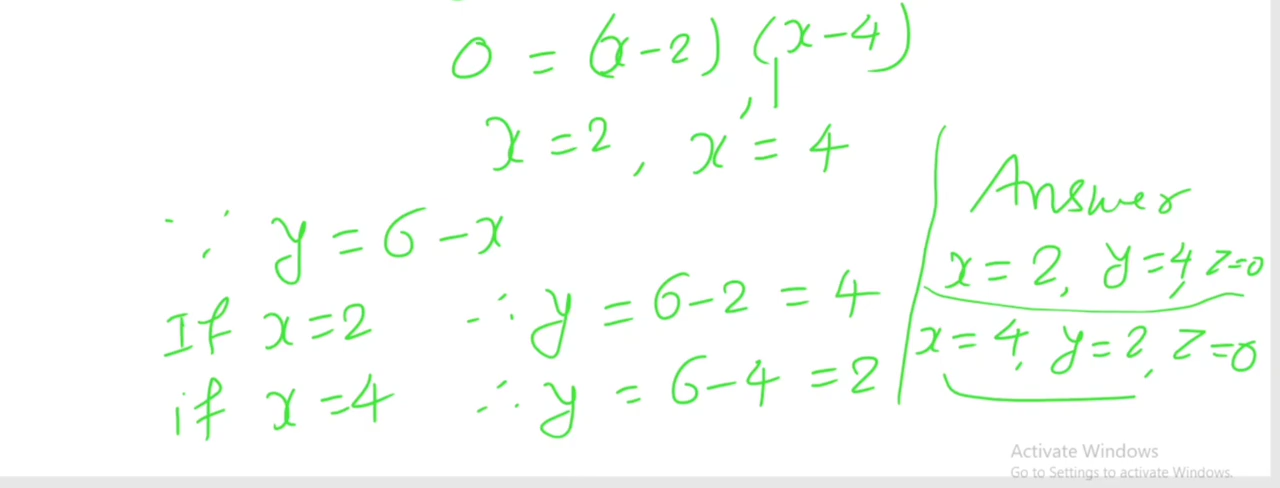 0 = (x-2) (x-4)
x = 2, x = 4
∵ y = 6 - x
If x = 2 ∴ y = 6-2 = 4
if x = 4 ∴ y = 6-4 = 2
Answer
x = 2, y = 4, z = 0
x = 4, y = 2, z = 0
Activate Windows
Go to Settings to activate Windows.